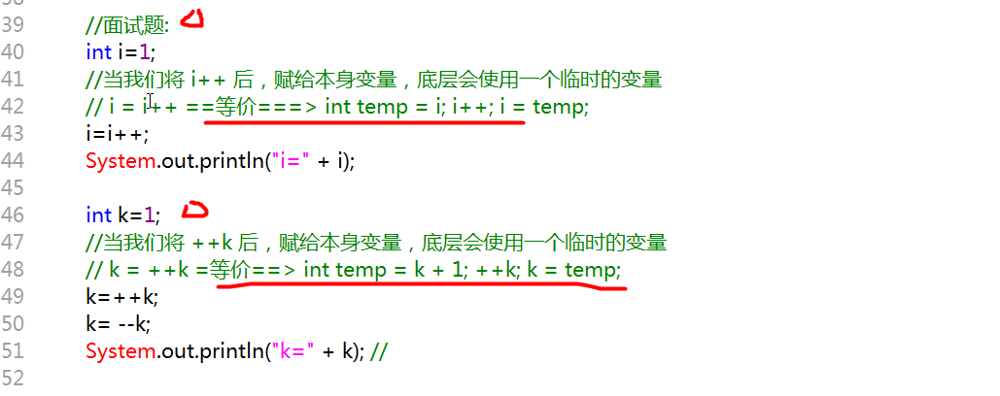 39 //面试题:
40 int i=1;
41 //当我们将 i++ 后，赋给本身变量，底层会使用一个临时的变量
42 // i = i++ ==等价===> int temp = i; i++; i = temp;
43 i=i++;
44 System.out.println("i=" + i);
45
46 int k=1;
47 //当我们将 ++k 后，赋给本身变量，底层会使用一个临时的变量
48 // k = ++k =等价==> int temp = k + 1; ++k; k = temp;
49 k=++k;
50 k= --k;
51 System.out.println("k=" + k); //
52